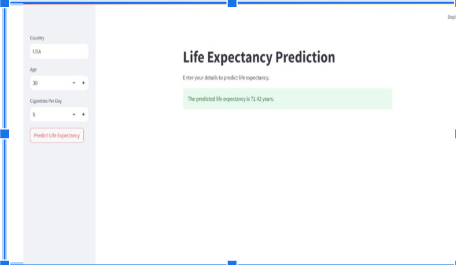 Country
USA
Age
30
Cigarettes Per Day
5
Predict Life Expectancy
Life Expectancy Prediction
Enter your details to predict life expectancy.
The predicted life expectancy is 71.42 years.